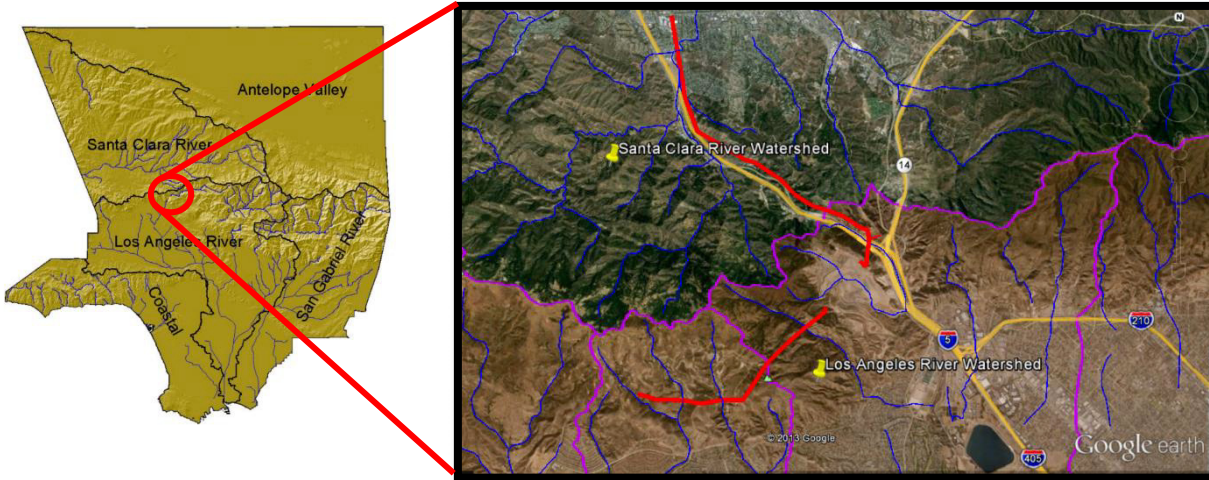 Antelope Valley
Santa Clara River
Los Angeles River
San Gabriel River
Coastal
N
Santa Clara River Watershed
14
5
210
Los Angeles River Watershed
© 2013 Google
Google earth
405